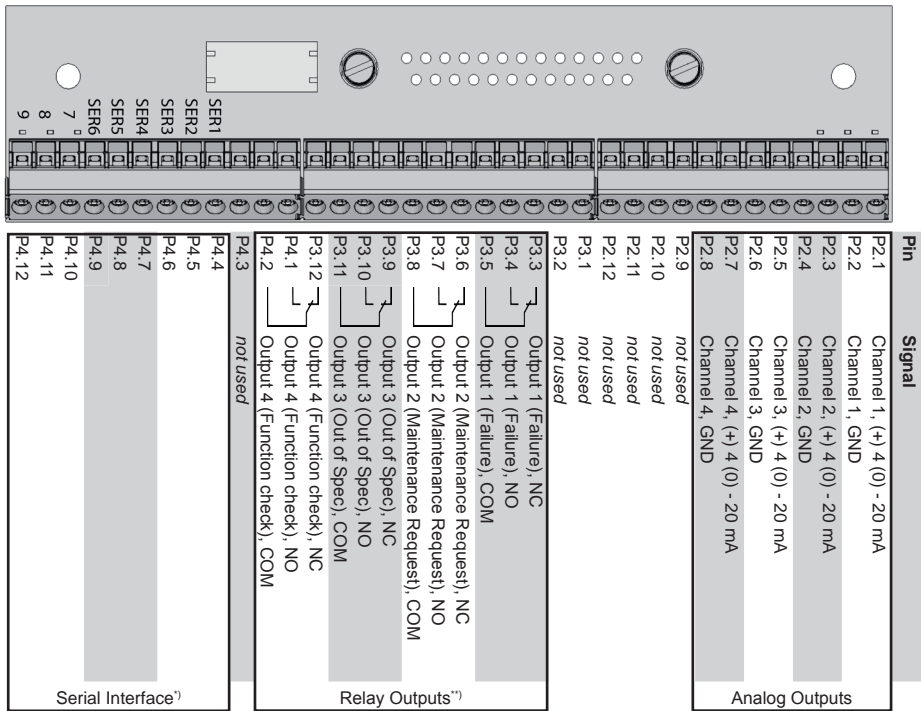 SER1
SER2
SER3
SER4
SER5
SER6
7
8
9
Pin Signal
P2.1 Channel 1, (+) 4 (0) - 20 mA
P2.2 Channel 1, GND
P2.3 Channel 2, (+) 4 (0) - 20 mA
P2.4 Channel 2, GND
P2.5 Channel 3, (+) 4 (0) - 20 mA
P2.6 Channel 3, GND
P2.7 Channel 4, (+) 4 (0) - 20 mA
P2.8 Channel 4, GND
Analog Outputs
P2.9 not used
P2.10 not used
P2.11 not used
P2.12 not used
P3.1 not used
P3.2 not used
P3.3 Output 1 (Failure), NC
P3.4 Output 1 (Failure), NO
P3.5 Output 1 (Failure), COM
P3.6 Output 2 (Maintenance Request), NC
P3.7 Output 2 (Maintenance Request), NO
P3.8 Output 2 (Maintenance Request), COM
P3.9 Output 3 (Out of Spec), NC
P3.10 Output 3 (Out of Spec), NO
P3.11 Output 3 (Out of Spec), COM
P3.12 Output 4 (Function check), NC
P4.1 Output 4 (Function check), NO
P4.2 Output 4 (Function check), COM
Relay Outputs**)
P4.3 not used
P4.4
P4.5
P4.6
P4.7
P4.8
P4.9
P4.10
P4.11
P4.12
Serial Interface*)